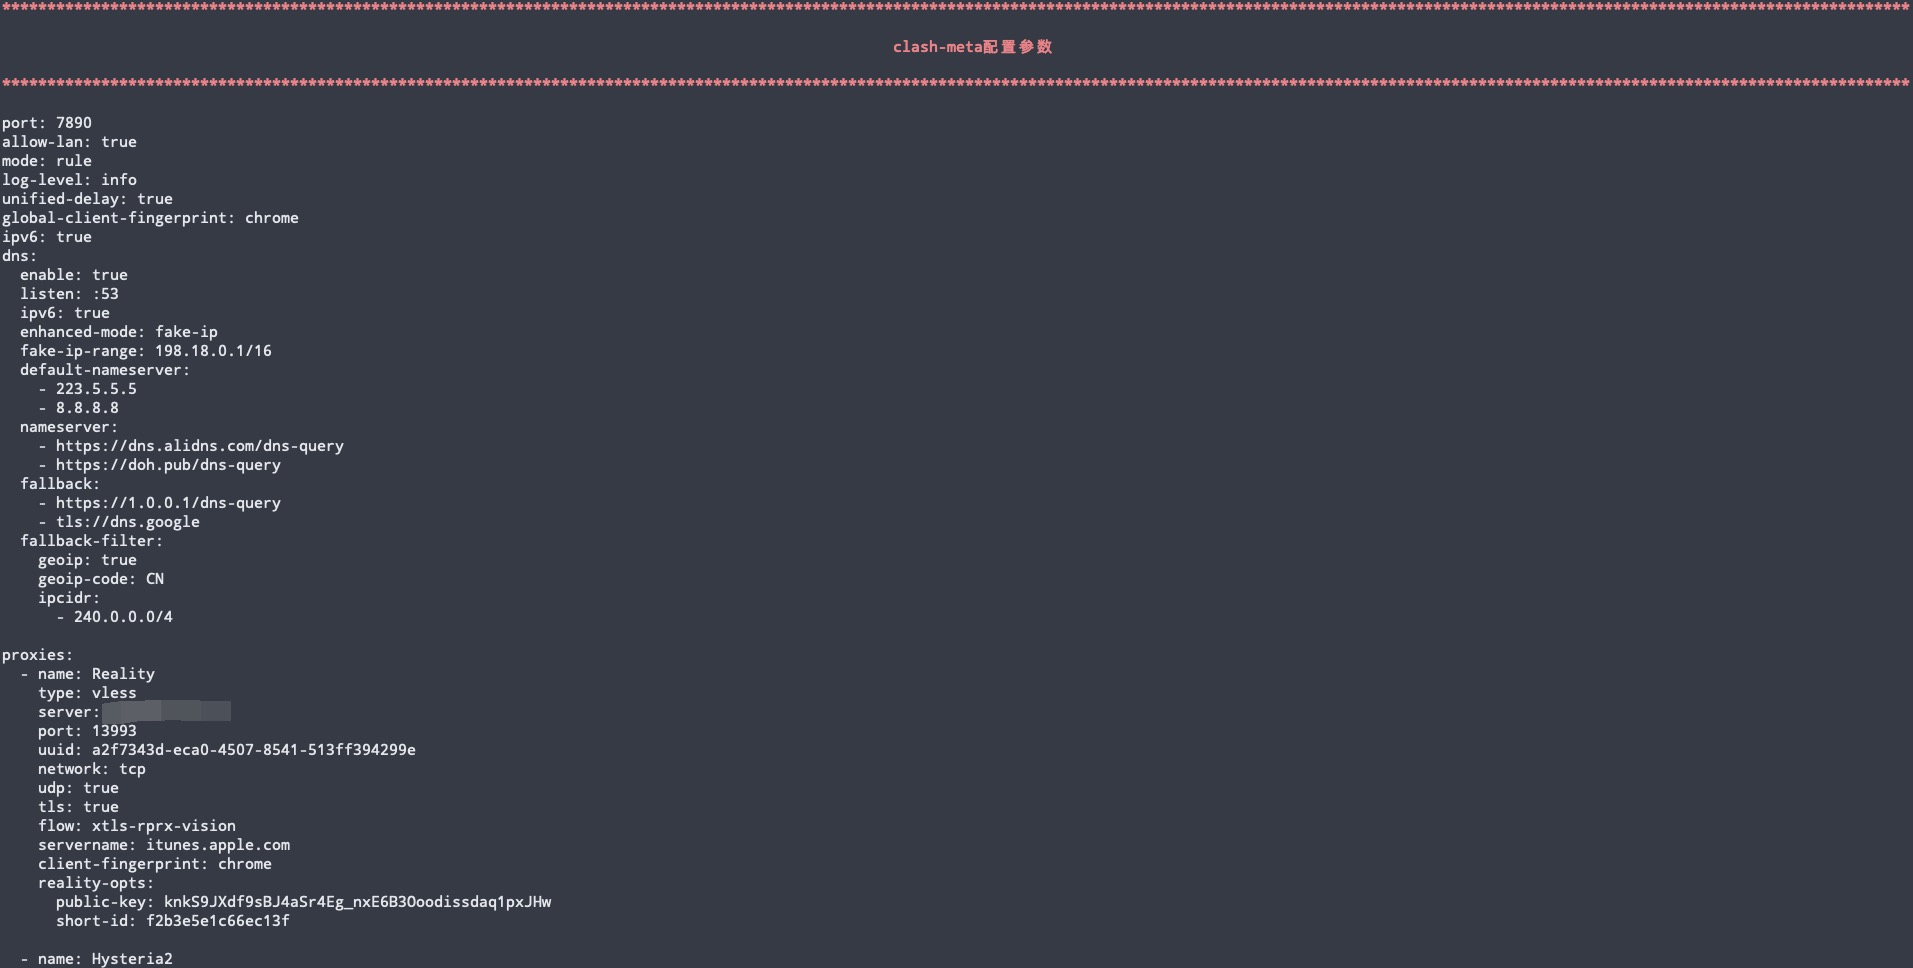 ************************************************************************************************************************************************************************************************************************
clash-meta配置参数
************************************************************************************************************************************************************************************************************************
port: 7890
allow-lan: true
mode: rule
log-level: info
unified-delay: true
global-client-fingerprint: chrome
ipv6: true
dns:
  enable: true
  listen: :53
  ipv6: true
  enhanced-mode: fake-ip
  fake-ip-range: 198.18.0.1/16
  default-nameserver:
    - 223.5.5.5
    - 8.8.8.8
  nameserver:
    - https://dns.alidns.com/dns-query
    - https://doh.pub/dns-query
  fallback:
    - https://1.0.0.1/dns-query
    - tls://dns.google
  fallback-filter:
    geoip: true
    geoip-code: CN
    ipcidr:
      - 240.0.0.0/4
proxies:
  - name: Reality
    type: vless
    server:
    port: 13993
    uuid: a2f7343d-eca0-4507-8541-513ff394299e
    network: tcp
    udp: true
    tls: true
    flow: xtls-rprx-vision
    servername: itunes.apple.com
    client-fingerprint: chrome
    reality-opts:
      public-key: knkS9JXdf9sBJ4aSr4Eg_nxE6B3Ooodissdaq1pxJHw
      short-id: f2b3e5e1c66ec13f
  - name: Hysteria2